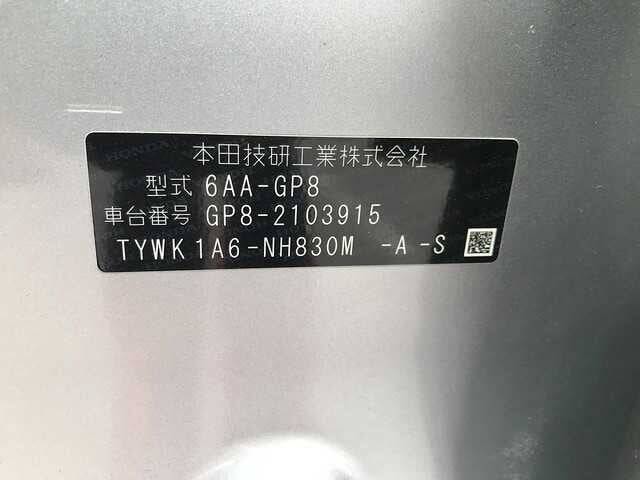 本田技研工業株式会社
型式 6AA-GP8
車台番号 GP8-2103915
TYWK1A6-NH830M -A-S